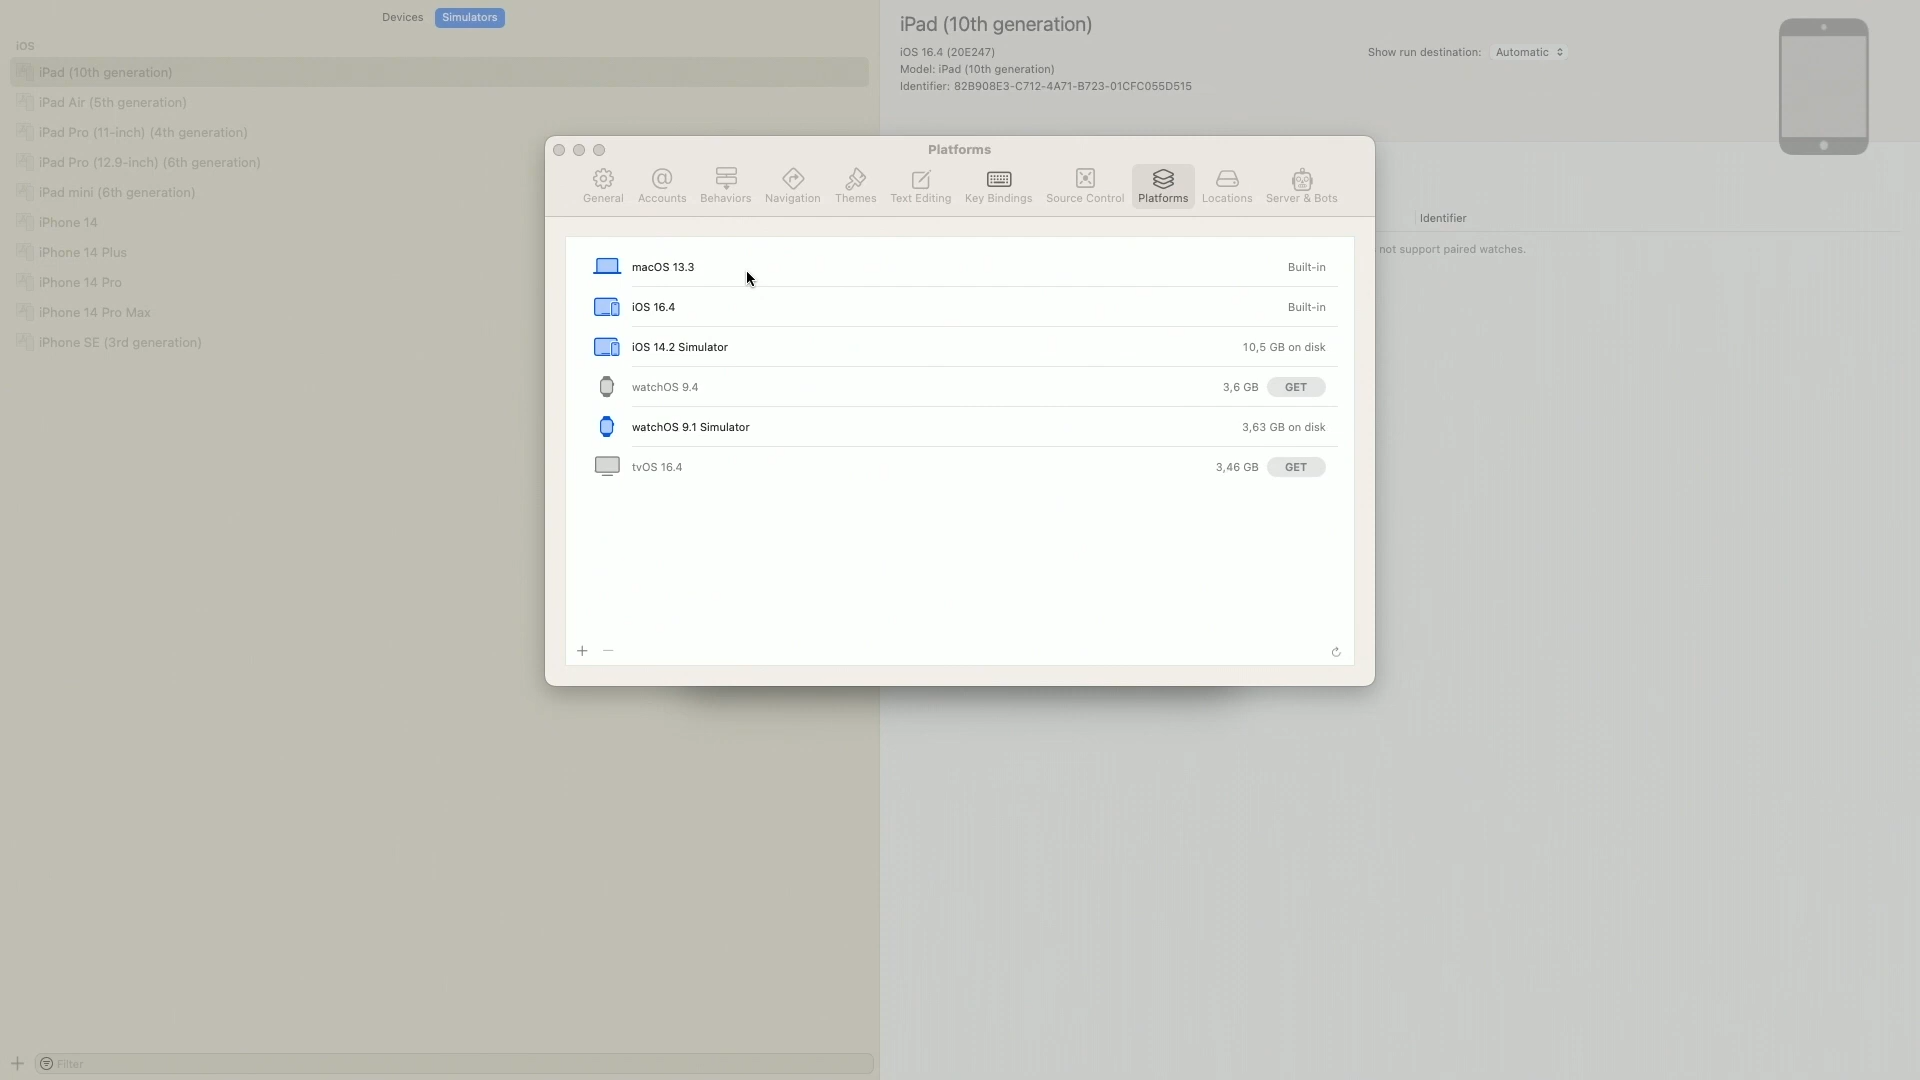 Devices
Simulators
iOS
iPad (10th generation)
iPad Air (5th generation)
iPad Pro (11-inch) (4th generation)
iPad Pro (12.9-inch) (6th generation)
iPad mini (6th generation)
iPhone 14
iPhone 14 Plus
iPhone 14 Pro
iPhone 14 Pro Max
iPhone SE (3rd generation)
Filter
iPad (10th generation)
iOS 16.4 (20E247)
Model: iPad (10th generation)
Identifier: 82B908E3-C712-4A71-B723-01CFC055D515
Show run destination: Automatic
Identifier
not support paired watches.
Platforms
General
Accounts
Behaviors
Navigation
Themes
Text Editing
Key Bindings
Source Control
Platforms
Locations
Server & Bots
macOS 13.3 Built-in
iOS 16.4 Built-in
iOS 14.2 Simulator 10,5 GB on disk
watchOS 9.4 3,6 GB GET
watchOS 9.1 Simulator 3,63 GB on disk
tvOS 16.4 3,46 GB GET